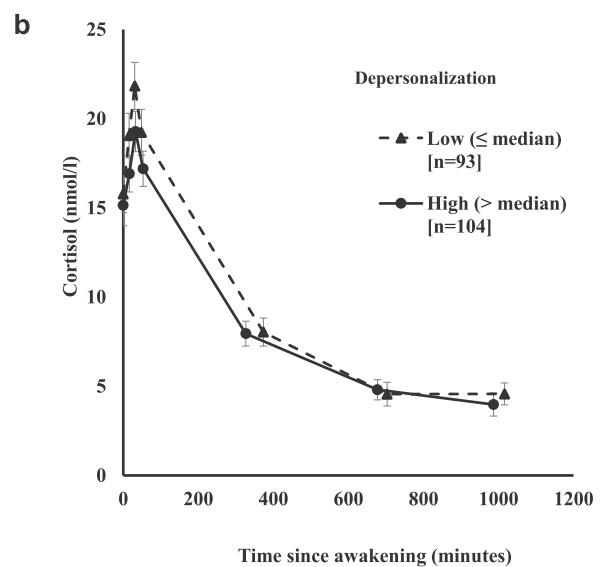 b
25
20
15
10
5
0
Cortisol (nmol/l)
Depersonalization
Low (≤ median)
[n=93]
High (> median)
[n=104]
0 200 400 600 800 1000 1200
Time since awakening (minutes)